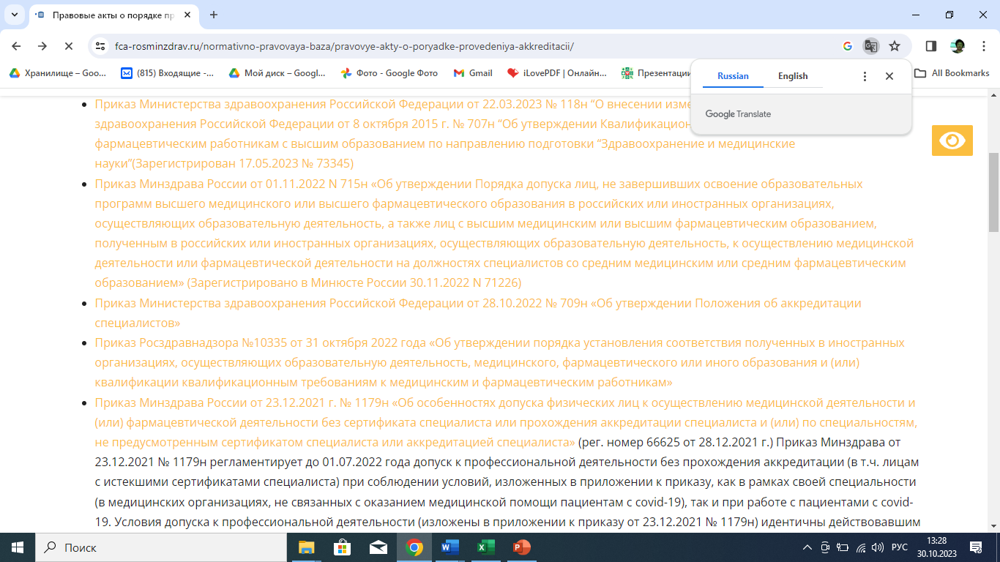 Правовые акты о порядке пр
fca-rosminzdrav.ru/normativno-pravovaya-baza/pravovye-akty-o-poryadke-provedeniya-akkreditacii/
Хранилище – Goo...
(815) Входящие -...
Мой диск – Googl...
Фото - Google Фото
Gmail
iLovePDF | Онлайн...
Презентации
All Bookmarks
Russian
English
Google Translate
Приказ Министерства здравоохранения Российской Федерации от 22.03.2023 № 118н “О внесении изме
здравоохранения Российской Федерации от 8 октября 2015 г. № 707н “Об утверждении Квалификацион
фармацевтическим работникам с высшим образованием по направлению подготовки “Здравоохранение и медицинские
науки”(Зарегистрирован 17.05.2023 № 73345)
Приказ Минздрава России от 01.11.2022 N 715н «Об утверждении Порядка допуска лиц, не завершивших освоение образовательных
программ высшего медицинского или высшего фармацевтического образования в российских или иностранных организациях,
осуществляющих образовательную деятельность, а также лиц с высшим медицинским или высшим фармацевтическим образованием,
полученным в российских или иностранных организациях, осуществляющих образовательную деятельность, к осуществлению медицинской
деятельности или фармацевтической деятельности на должностях специалистов со средним медицинским или средним фармацевтическим
образованием» (Зарегистрировано в Минюсте России 30.11.2022 N 71226)
Приказ Министерства здравоохранения Российской Федерации от 28.10.2022 № 709н «Об утверждении Положения об аккредитации
специалистов»
Приказ Росздравнадзора №10335 от 31 октября 2022 года «Об утверждении порядка установления соответствия полученных в иностранных
организациях, осуществляющих образовательную деятельность, медицинского, фармацевтического или иного образования и (или)
квалификации квалификационным требованиям к медицинским и фармацевтическим работникам»
Приказ Минздрава России от 23.12.2021 г. № 1179н «Об особенностях допуска физических лиц к осуществлению медицинской деятельности и
(или) фармацевтической деятельности без сертификата специалиста или прохождения аккредитации специалиста и (или) по специальностям,
не предусмотренным сертификатом специалиста или аккредитацией специалиста» (рег. номер 66625 от 28.12.2021 г.) Приказ Минздрава от
23.12.2021 № 1179н регламентирует до 01.07.2022 года допуск к профессиональной деятельности без прохождения аккредитации (в т.ч. лицам
с истекшими сертификатами специалиста) при соблюдении условий, изложенных в приложении к приказу, как в рамках своей специальности
(в медицинских организациях, не связанных с оказанием медицинской помощи пациентам с covid-19), так и при работе с пациентами с covid-
19. Условия допуска к профессиональной деятельности (изложены в приложении к приказу от 23.12.2021 № 1179н) идентичны действовавшим
Поиск
РУС
13:28
30.10.2023